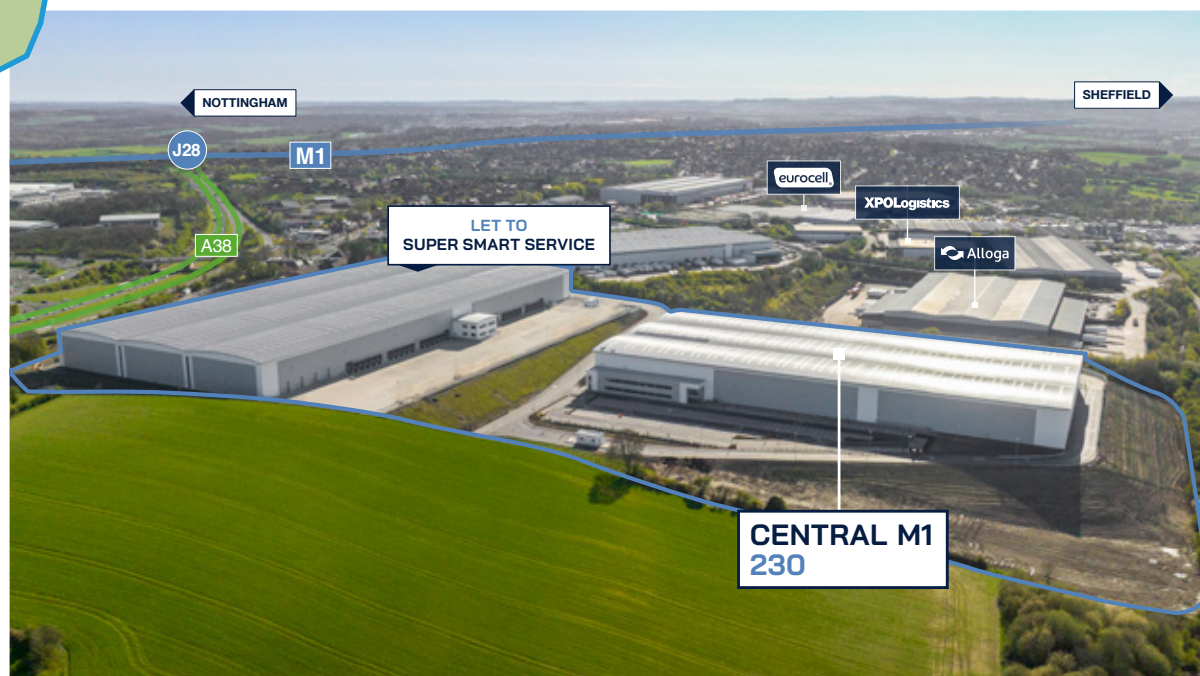 NOTTINGHAM
SHEFFIELD
J28
M1
eurocell
XPOLogistics
LET TO
SUPER SMART SERVICE
A38
Alloga
CENTRAL M1
230